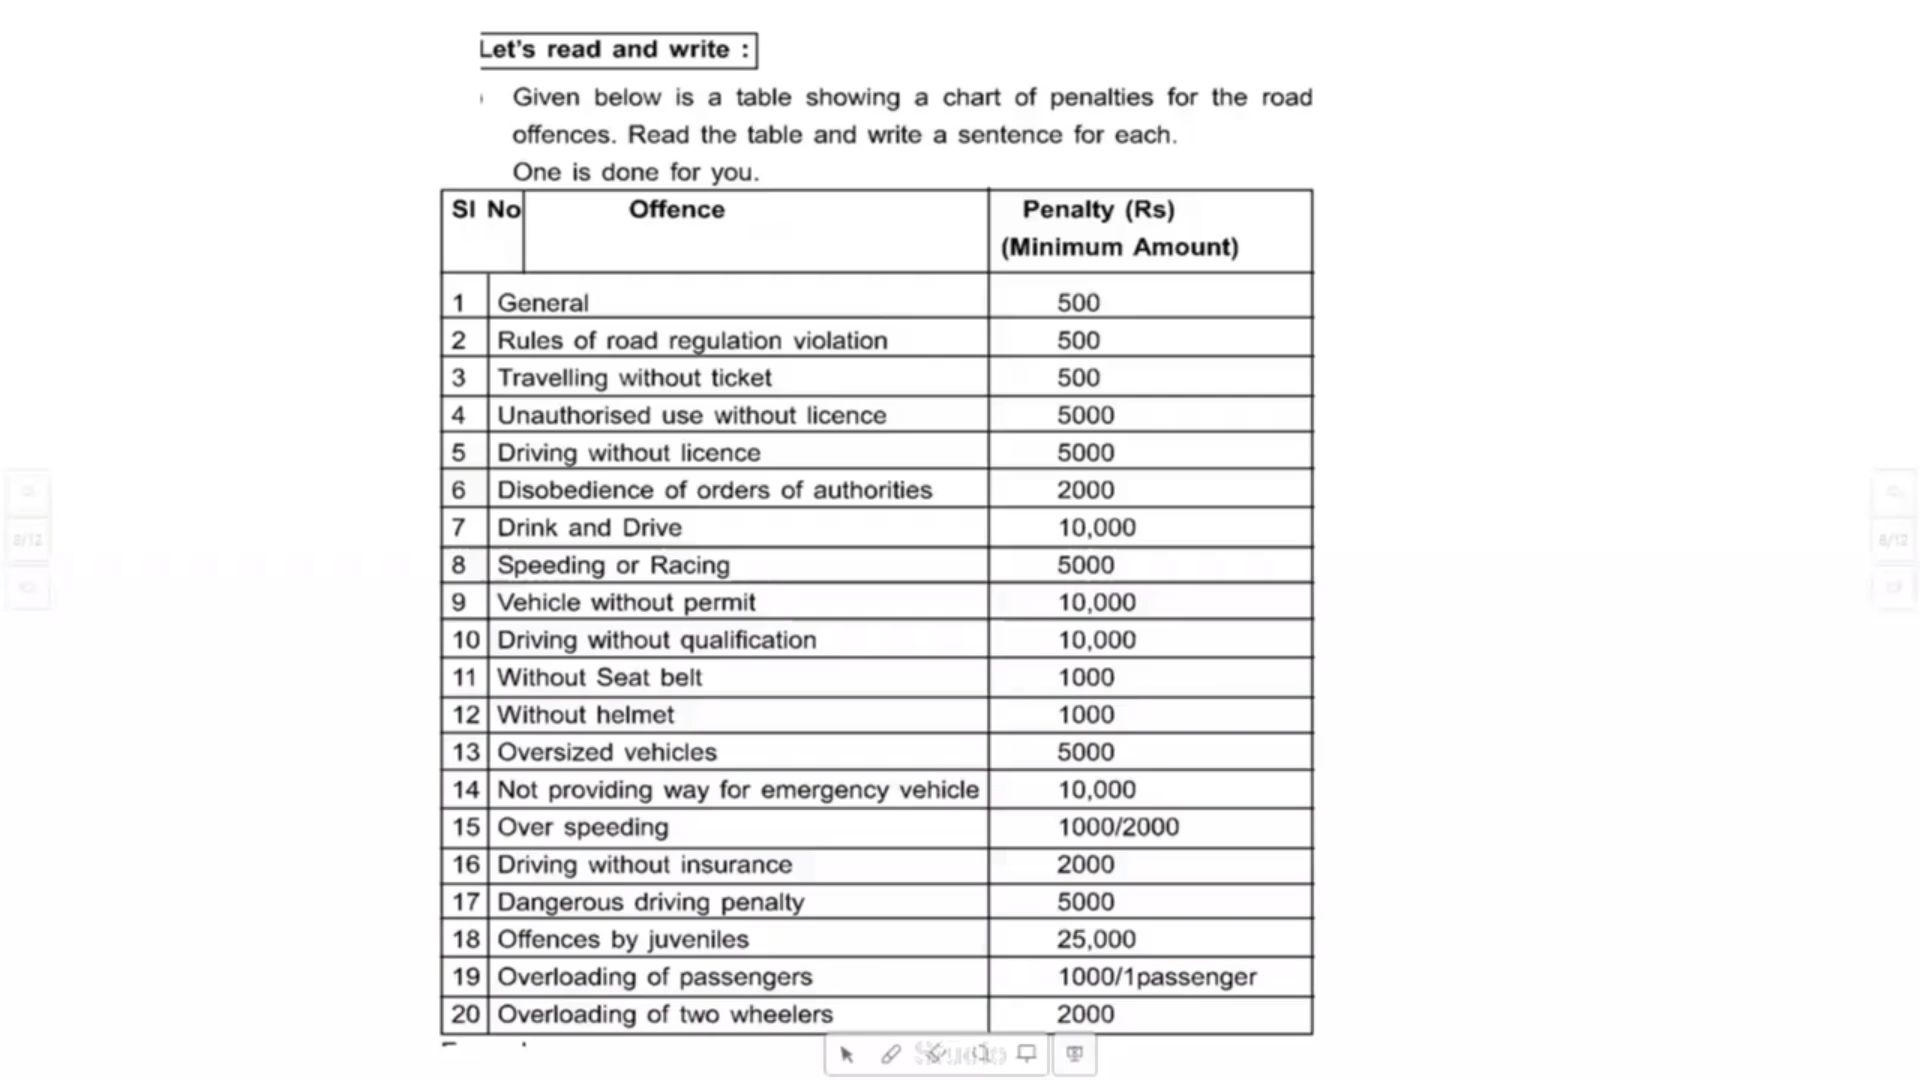 Let's read and write :
Given below is a table showing a chart of penalties for the road
offences. Read the table and write a sentence for each.
One is done for you.
Sl No Offence Penalty (Rs)
(Minimum Amount)
1 General 500
2 Rules of road regulation violation 500
3 Travelling without ticket 500
4 Unauthorised use without licence 5000
5 Driving without licence 5000
6 Disobedience of orders of authorities 2000
7 Drink and Drive 10,000
8 Speeding or Racing 5000
9 Vehicle without permit 10,000
10 Driving without qualification 10,000
11 Without Seat belt 1000
12 Without helmet 1000
13 Oversized vehicles 5000
14 Not providing way for emergency vehicle 10,000
15 Over speeding 1000/2000
16 Driving without insurance 2000
17 Dangerous driving penalty 5000
18 Offences by juveniles 25,000
19 Overloading of passengers 1000/1passenger
20 Overloading of two wheelers 2000
8/12
8/12